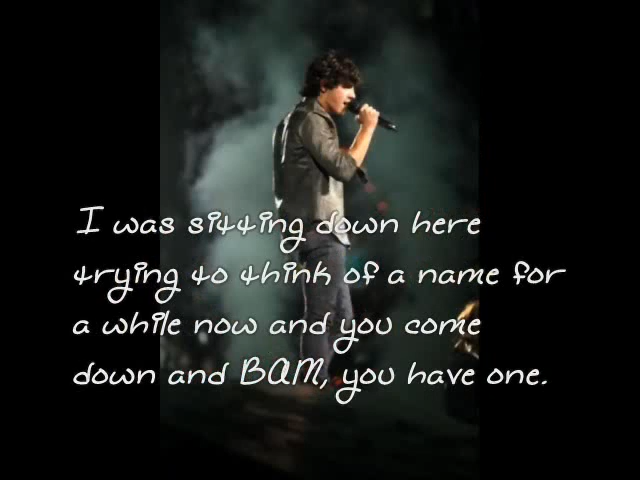 I was sitting down here
trying to think of a name for
a while now and you come
down and BAM, you have one.